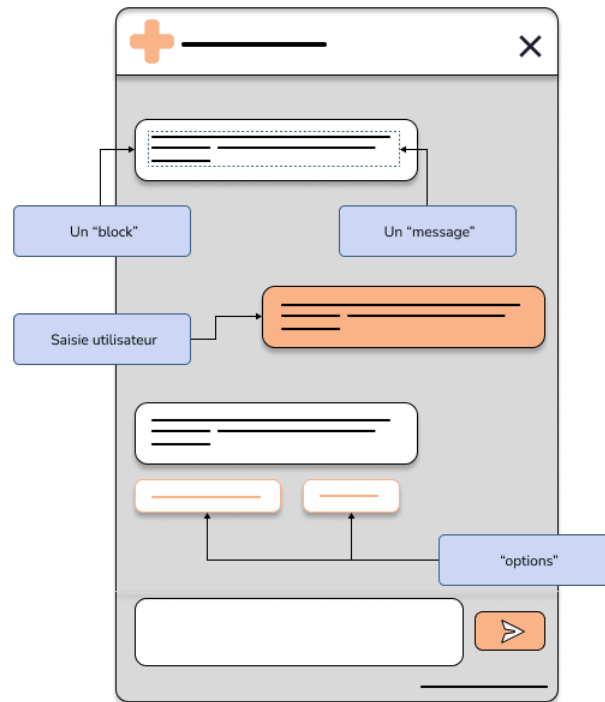 Un “block”
Un “message”
Saisie utilisateur
“options”